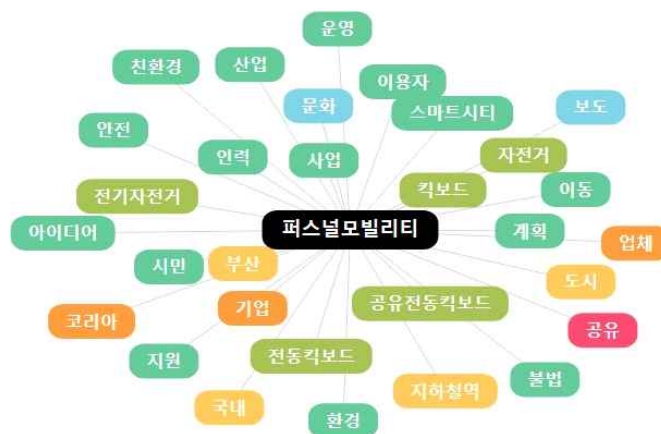 운영
친환경
산업
이용자
문화
스마트시티
보도
안전
인력
사업
자전거
킥보드
이동
전기자전거
아이디어
퍼스널모빌리티
계획
업체
시민
부산
도시
코리아
기업
공유전동킥보드
공유
지원
전동킥보드
불법
국내
지하철역
환경